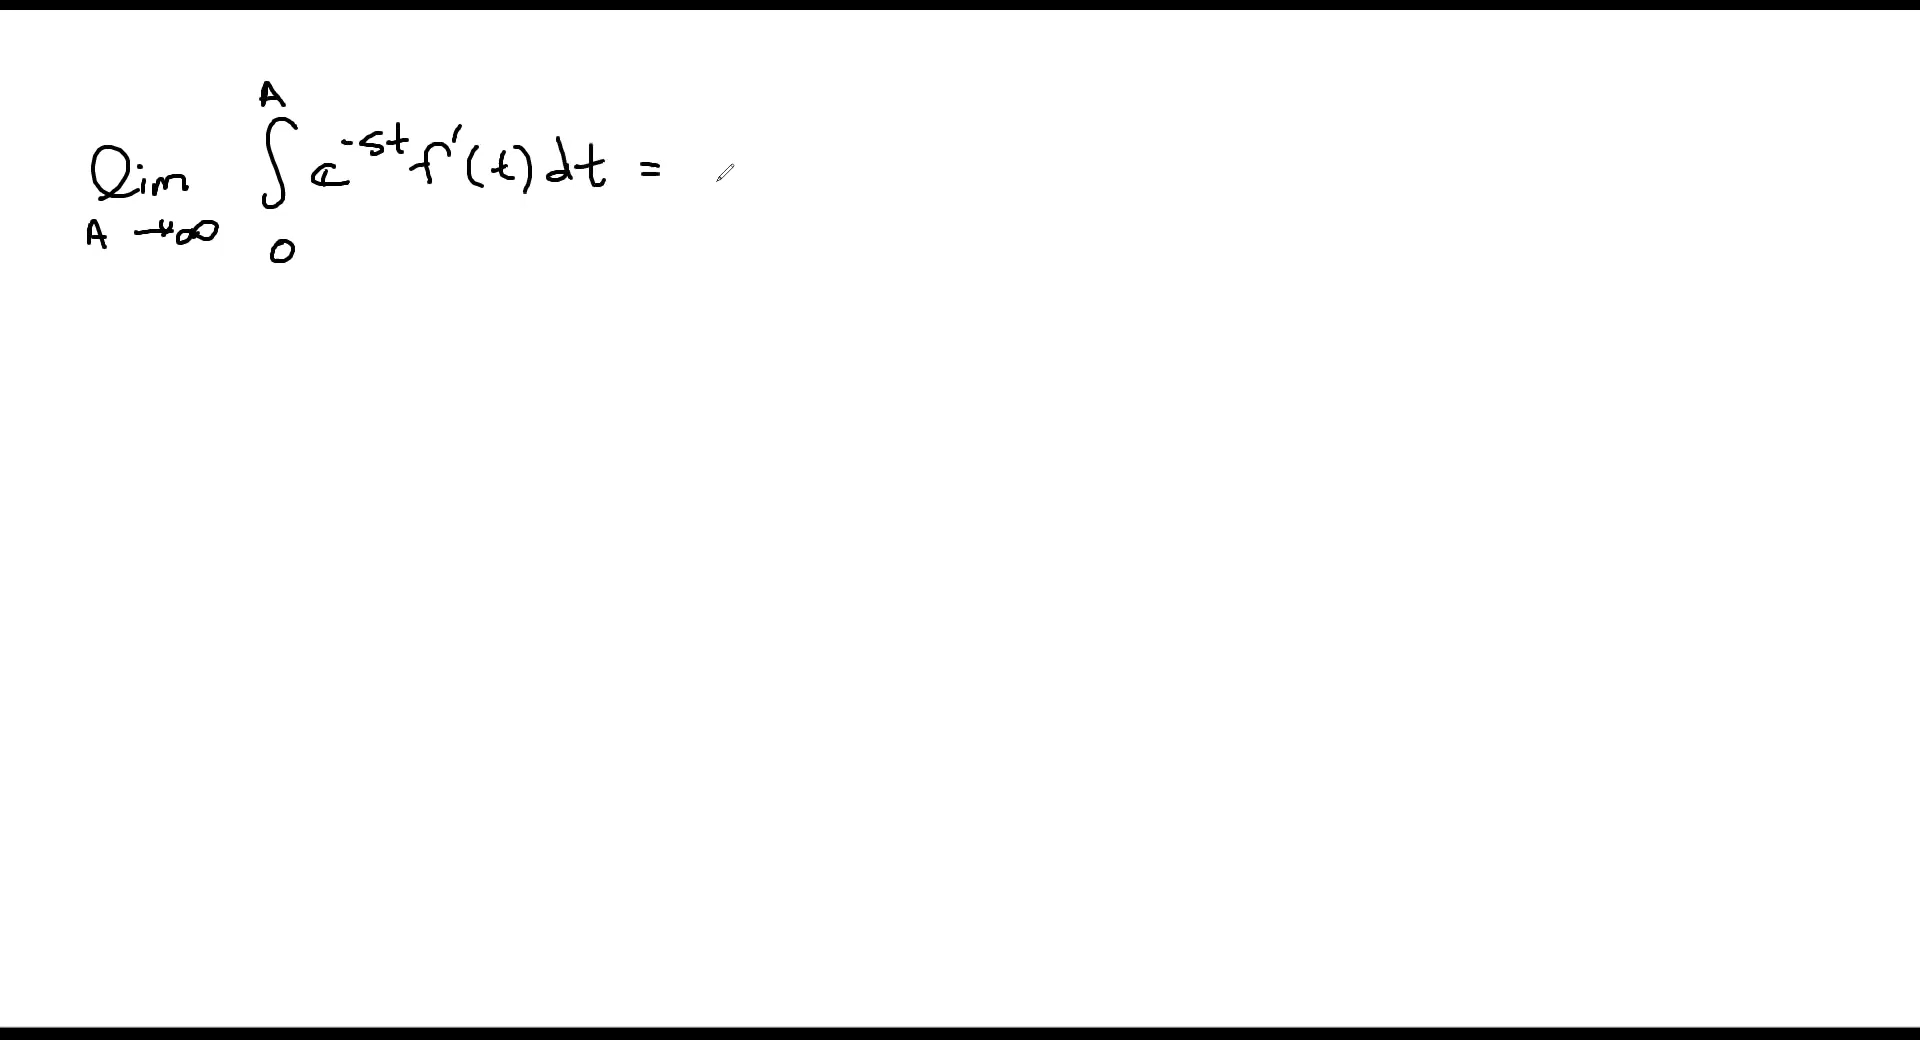 lim A→∞ ∫₀ᴬ e^{-st} f'(t) dt =